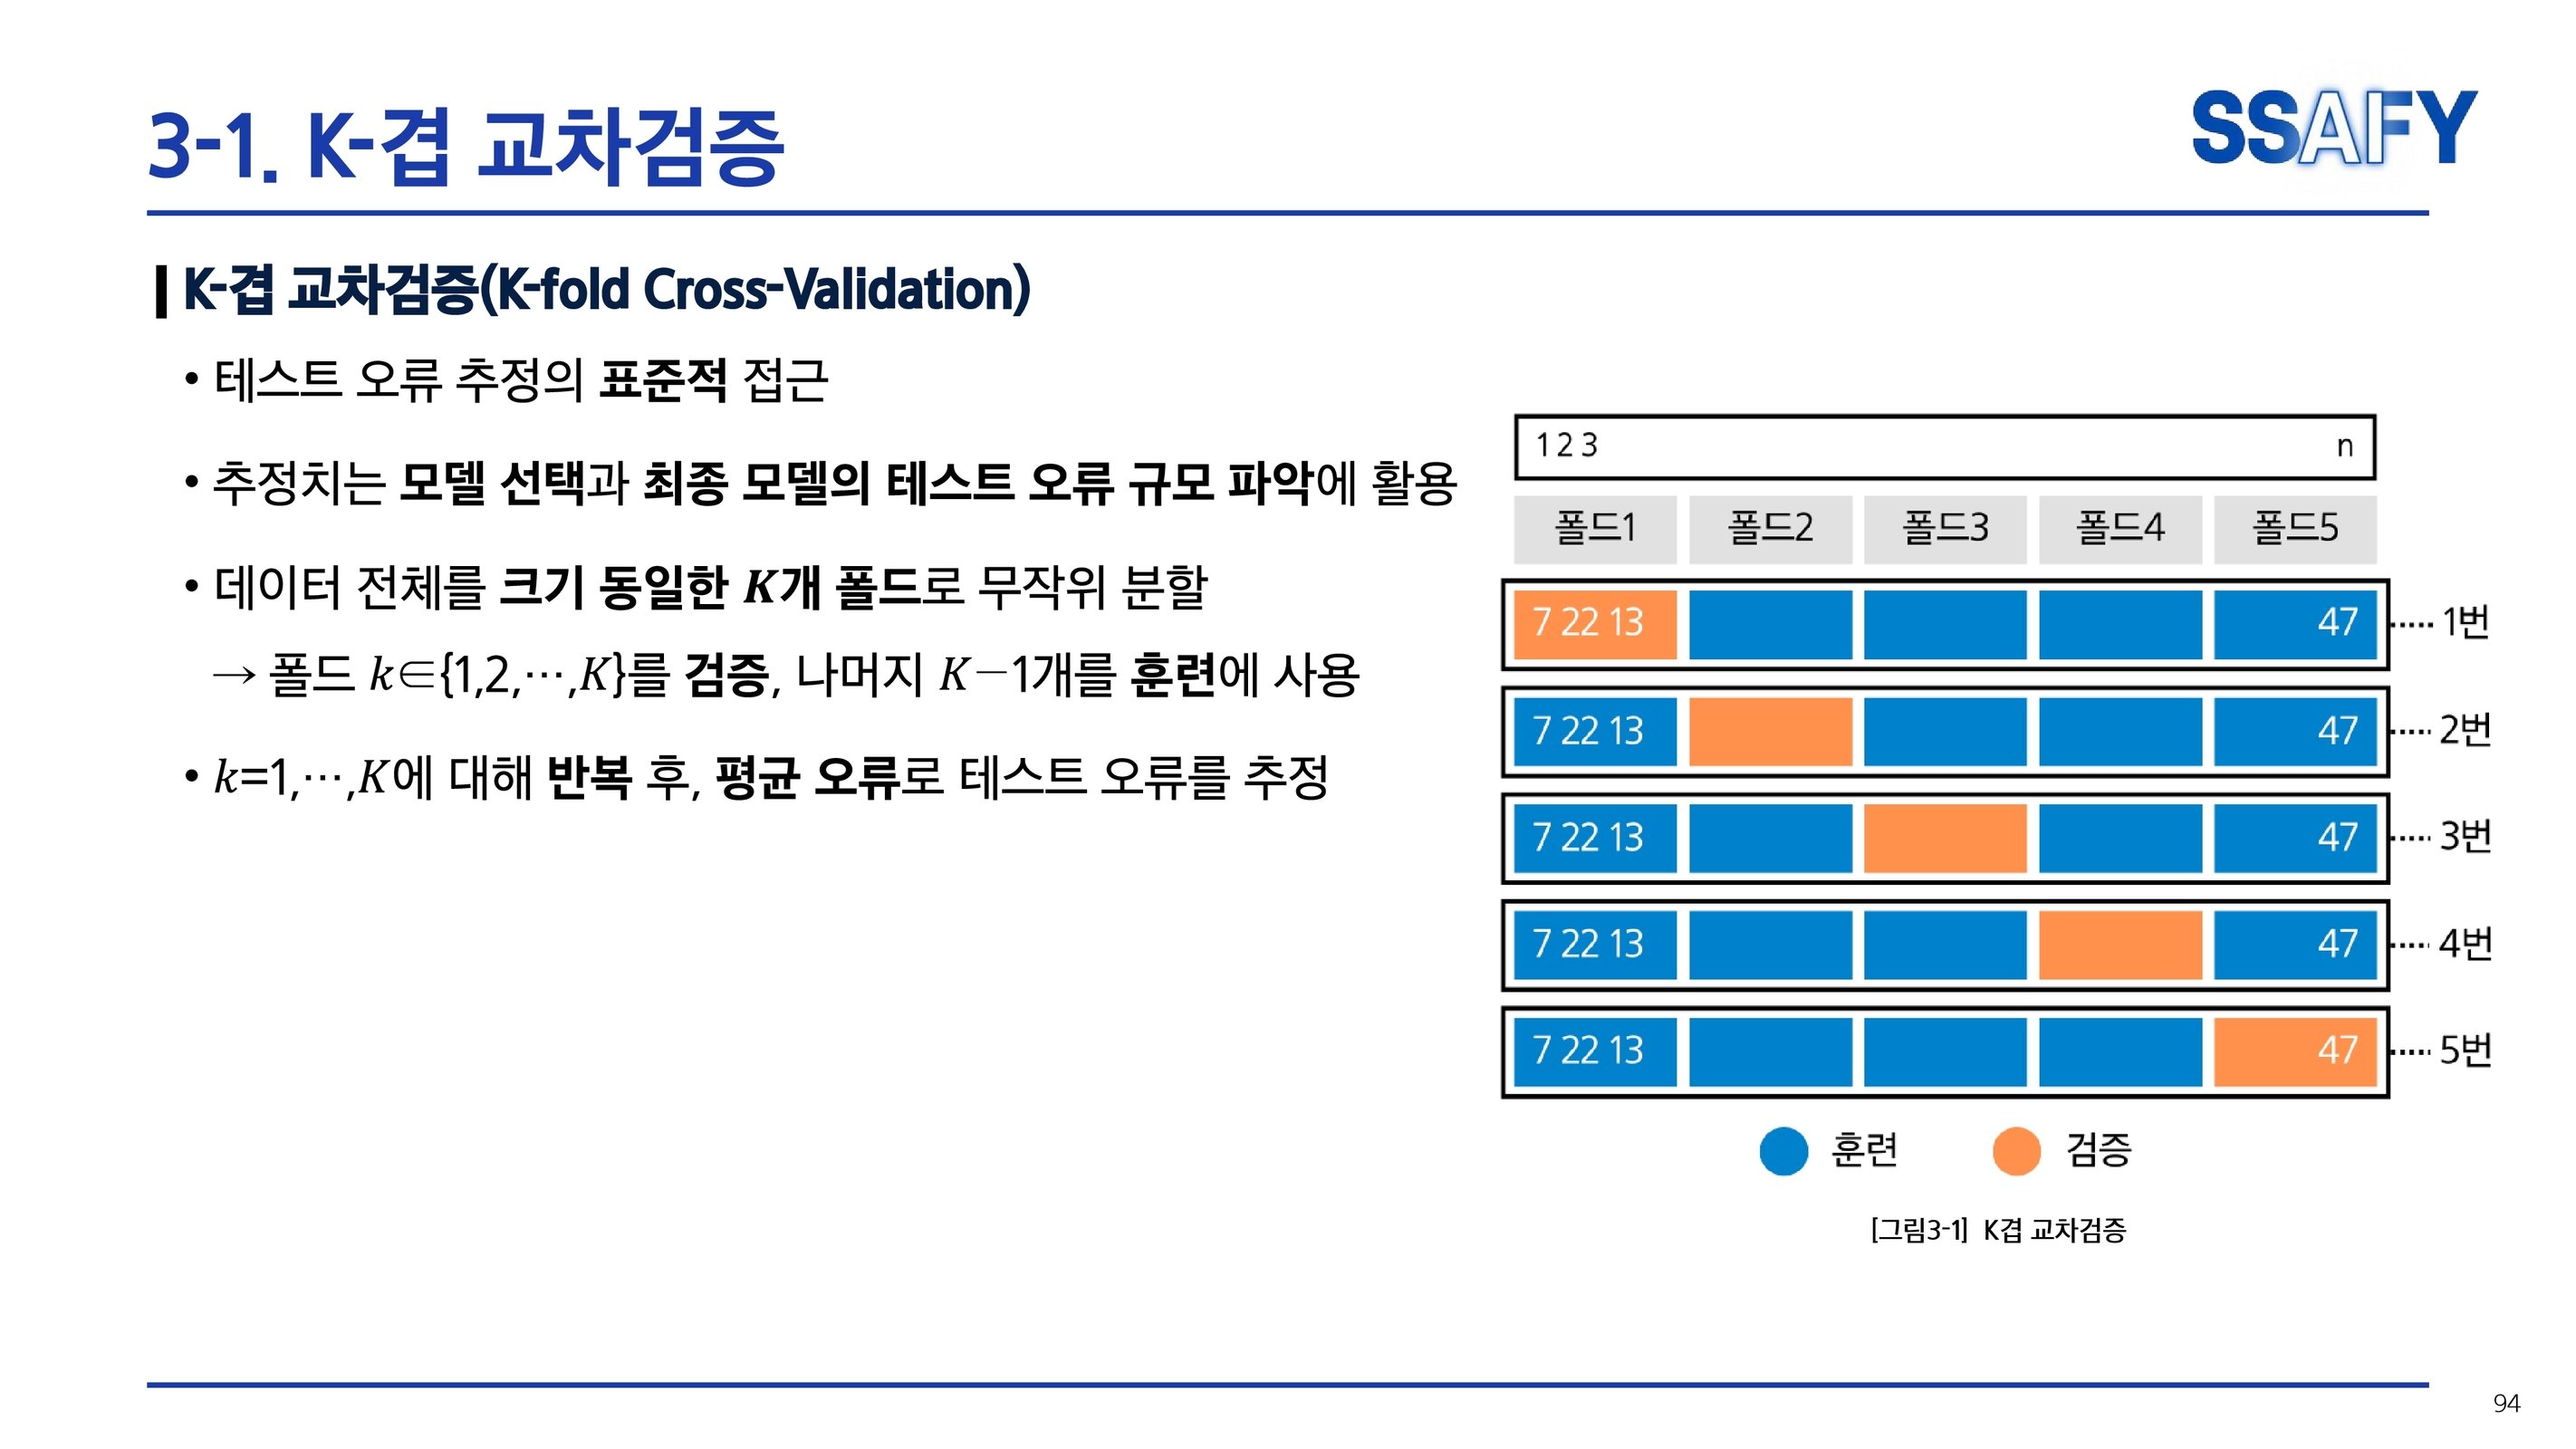 3-1. K-겹 교차검증
SSAFY
K-겹 교차검증(K-fold Cross-Validation)
• 테스트 오류 추정의 표준적 접근
• 추정치는 모델 선택과 최종 모델의 테스트 오류 규모 파악에 활용
• 데이터 전체를 크기 동일한 K개 폴드로 무작위 분할
→ 폴드 k∈{1,2,⋯,K}를 검증, 나머지 K−1개를 훈련에 사용
• k=1,⋯,K에 대해 반복 후, 평균 오류로 테스트 오류를 추정
1 2 3 n
폴드1 폴드2 폴드3 폴드4 폴드5
7 22 13 47 1번
7 22 13 47 2번
7 22 13 47 3번
7 22 13 47 4번
7 22 13 47 5번
훈련 검증
[그림3-1] K겹 교차검증
94